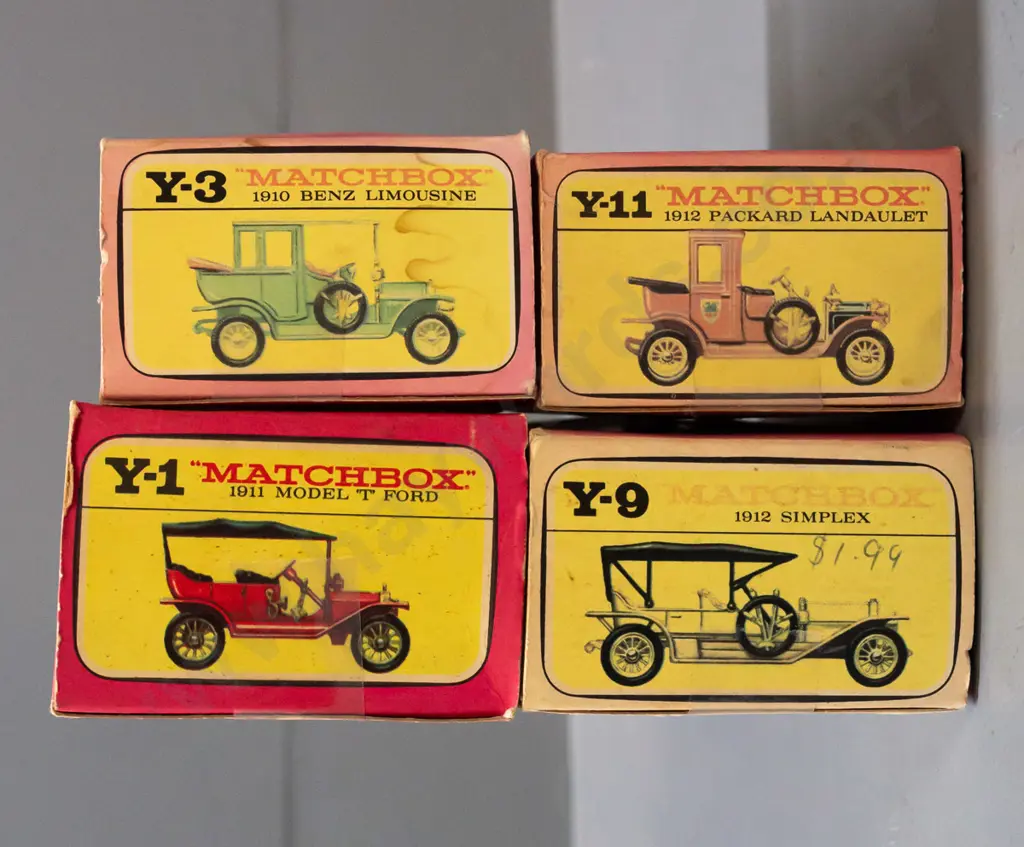 Y-3 "MATCHBOX"
1910 BENZ LIMOUSINE
Y-11 "MATCHBOX"
1912 PACKARD LANDAULET
Y-1 "MATCHBOX"
1911 MODEL 'T' FORD
Y-9 MATCHBOX
1912 SIMPLEX
$1.99